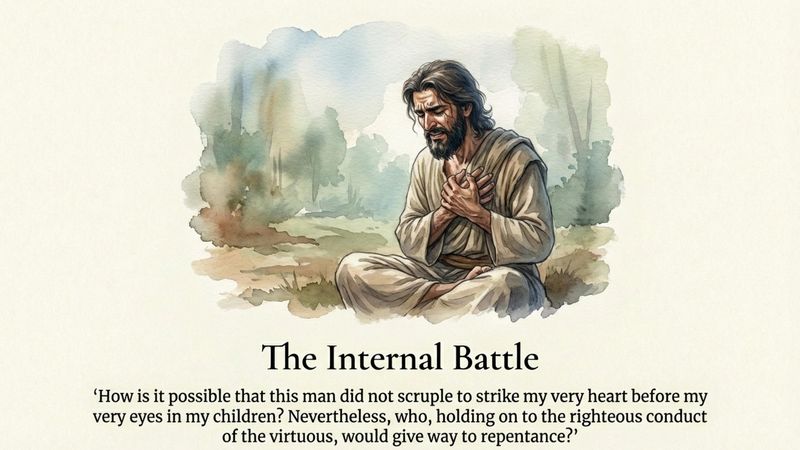 The Internal Battle
‘How is it possible that this man did not scruple to strike my very heart before my
very eyes in my children? Nevertheless, who, holding on to the righteous conduct
of the virtuous, would give way to repentance?’